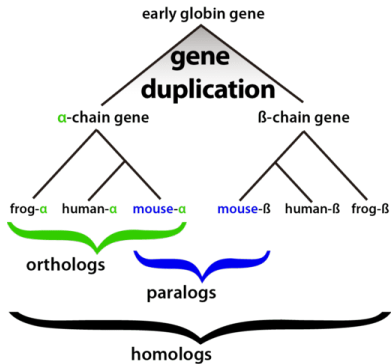 early globin gene
gene
duplication
α-chain gene ß-chain gene
frog-α human-α mouse-α mouse-ß human-ß frog-ß
orthologs
paralogs
homologs